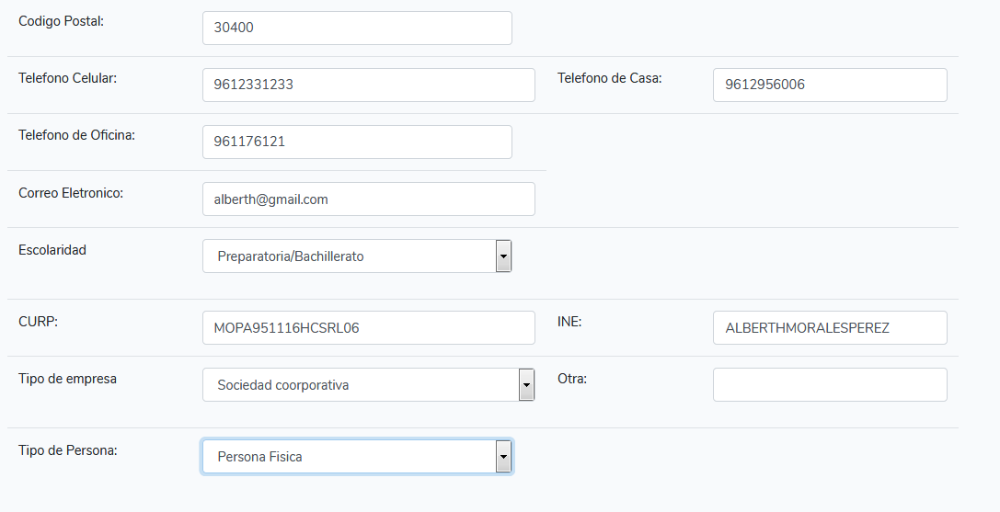 Codigo Postal:
30400
Telefono Celular:
9612331233
Telefono de Casa:
9612956006
Telefono de Oficina:
961176121
Correo Eletronico:
alberth@gmail.com
Escolaridad
Preparatoria/Bachillerato
CURP:
MOPA951116HCSRL06
INE:
ALBERTHMORALESPEREZ
Tipo de empresa
Sociedad coorporativa
Otra:
Tipo de Persona:
Persona Fisica